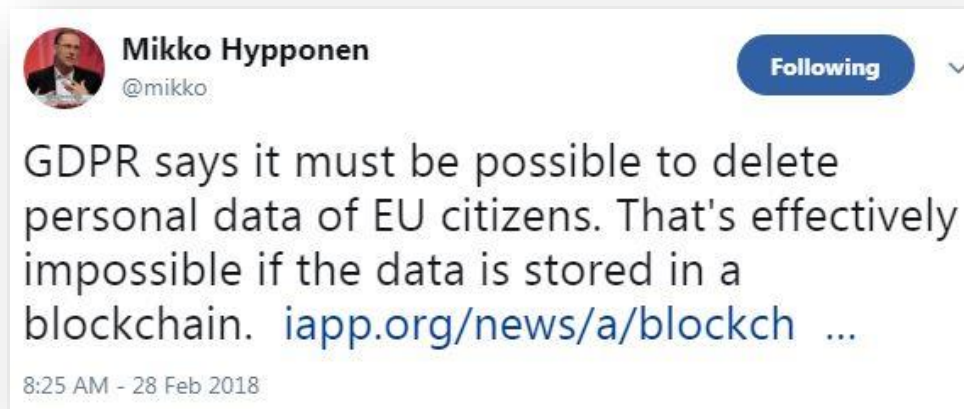 Mikko Hypponen
@mikko
Following
GDPR says it must be possible to delete
personal data of EU citizens. That's effectively
impossible if the data is stored in a
blockchain. iapp.org/news/a/blockch ...
8:25 AM - 28 Feb 2018